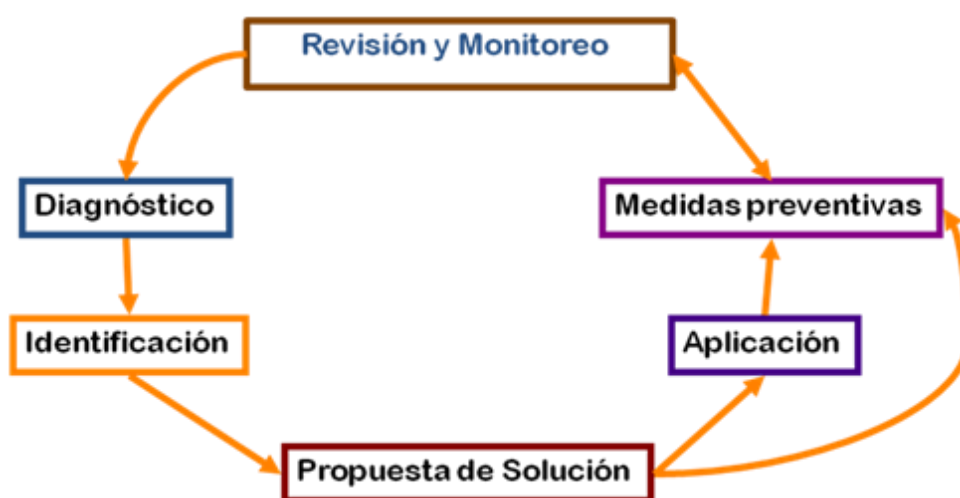 Revisión y Monitoreo
Diagnóstico
Medidas preventivas
Identificación
Aplicación
Propuesta de Solución